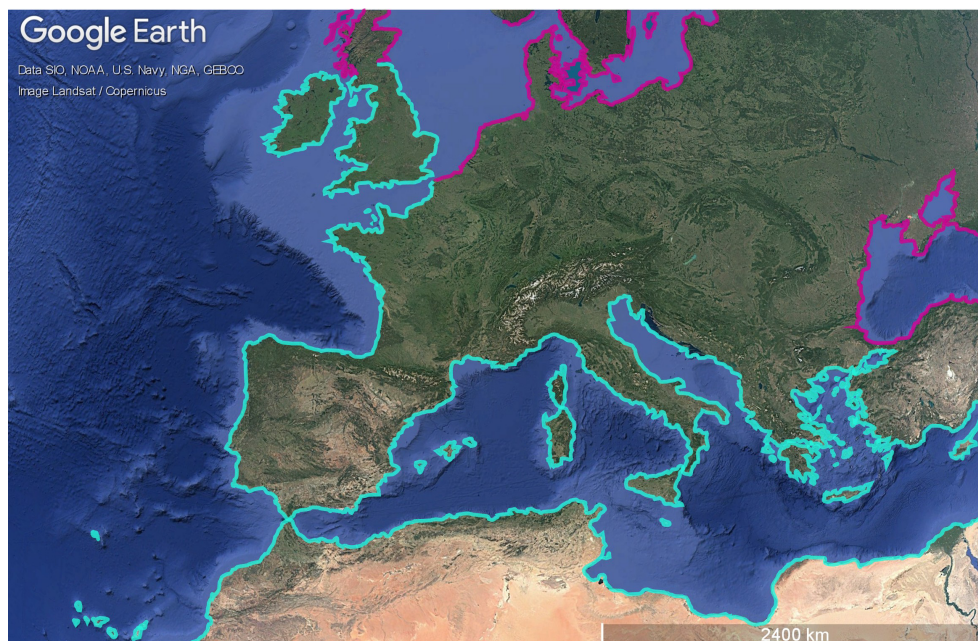 Google Earth
Data SIO, NOAA, U.S. Navy, NGA, GEBCO
Image Landsat / Copernicus
2400 km